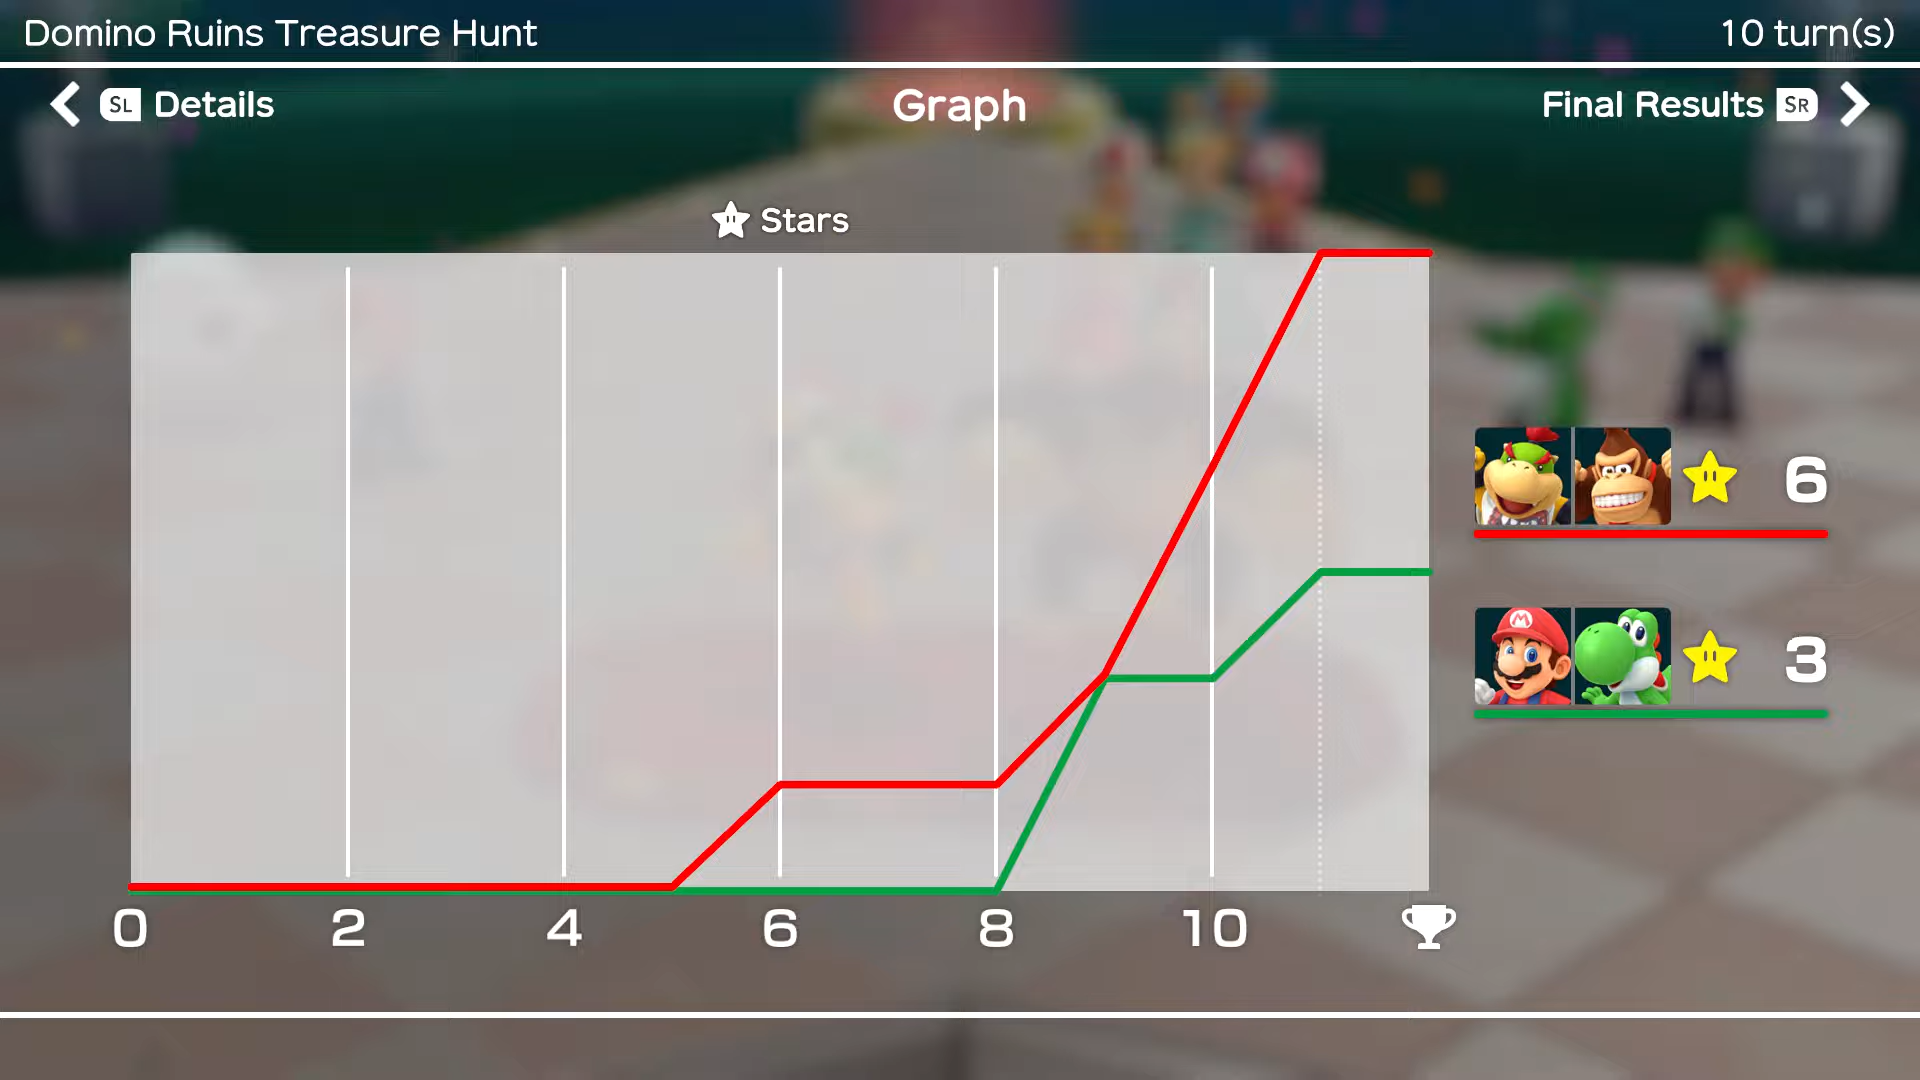 Domino Ruins Treasure Hunt
10 turn(s)
SL Details
Graph
Final Results SR
Stars
6
M
3
0 2 4 6 8 10